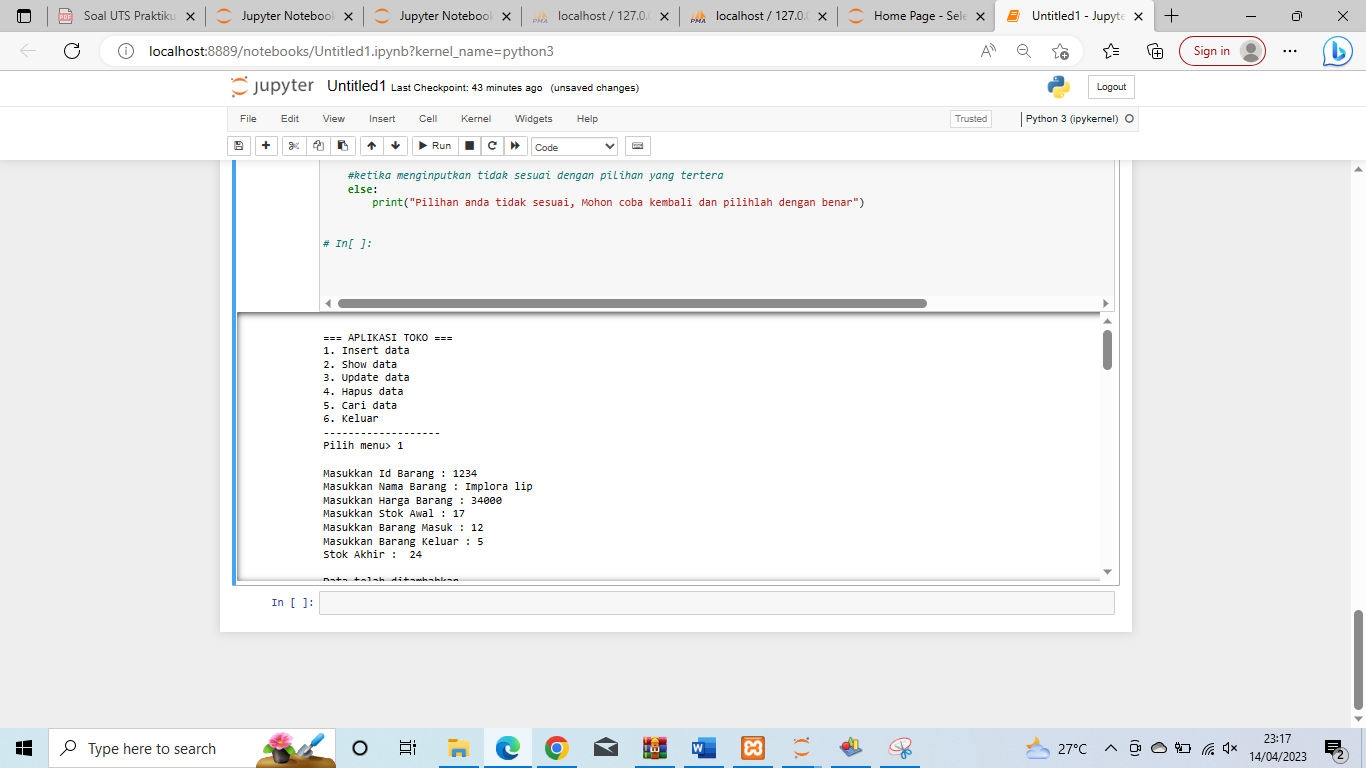 Soal UTS Praktiku
Jupyter Notebook
Jupyter Notebook
localhost / 127.0.0
localhost / 127.0.0
Home Page - Sele
Untitled1 - Jupyte
localhost:8889/notebooks/Untitled1.ipynb?kernel_name=python3
Sign in
jupyter Untitled1 Last Checkpoint: 43 minutes ago (unsaved changes)
Logout
File Edit View Insert Cell Kernel Widgets Help
Trusted
Python 3 (ipykernel)
Run
Code
#ketika menginputkan tidak sesuai dengan pilihan yang tertera
else:
print("Pilihan anda tidak sesuai, Mohon coba kembali dan pilihlah dengan benar")
# In[ ]:
=== APLIKASI TOKO ===
1. Insert data
2. Show data
3. Update data
4. Hapus data
5. Cari data
6. Keluar
-------------------
Pilih menu> 1
Masukkan Id Barang : 1234
Masukkan Nama Barang : Implora lip
Masukkan Harga Barang : 34000
Masukkan Stok Awal : 17
Masukkan Barang Masuk : 12
Masukkan Barang Keluar : 5
Stok Akhir :  24
Data telah ditambahkan
In [ ]:
Type here to search
27°C
23:17
14/04/2023
2